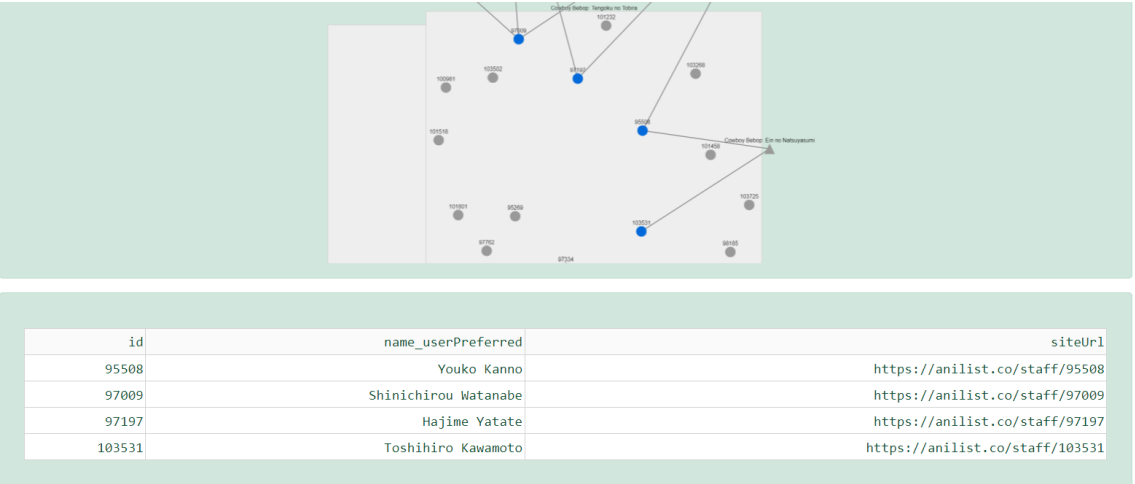 Cowboy Bebop: Tengoku no Tobira
101232
97009
103502
97197
103268
100981
95508
101516
Cowboy Bebop: Ein no Natsuyasumi
101458
103725
101801
95269
103531
97762
98185
97334
id name_userPreferred siteUrl
95508 Youko Kanno https://anilist.co/staff/95508
97009 Shinichirou Watanabe https://anilist.co/staff/97009
97197 Hajime Yatate https://anilist.co/staff/97197
103531 Toshihiro Kawamoto https://anilist.co/staff/103531